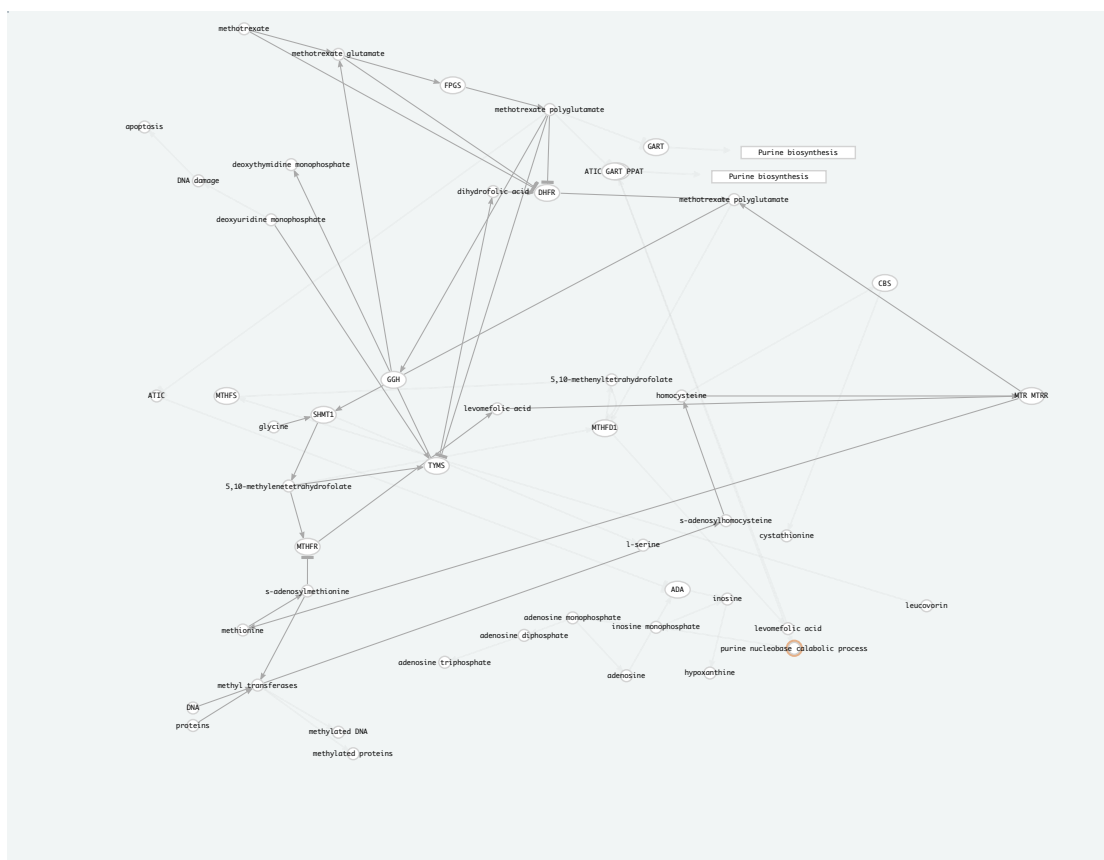 methotrexate
methotrexate glutamate
FPGS
methotrexate polyglutamate
apoptosis
GART
Purine biosynthesis
deoxythymidine monophosphate
ATIC GART PPAT
Purine biosynthesis
DNA damage
dihydrofolic acid
DHFR
methotrexate polyglutamate
deoxyuridine monophosphate
CBS
GGH
5,10-methenyltetrahydrofolate
ATIC
MTHFS
homocysteine
MTR MTRR
levomefolic acid
SHMT1
glycine
MTHFD1
TYMS
5,10-methylenetetrahydrofolate
s-adenosylhomocysteine
cystathionine
l-serine
MTHFR
ADA
s-adenosylmethionine
inosine
leucovorin
adenosine monophosphate
inosine monophosphate
levomefolic acid
methionine
adenosine diphosphate
purine nucleobase calabolic process
adenosine triphosphate
hypoxanthine
adenosine
methyl transferases
DNA
proteins
methylated DNA
methylated proteins